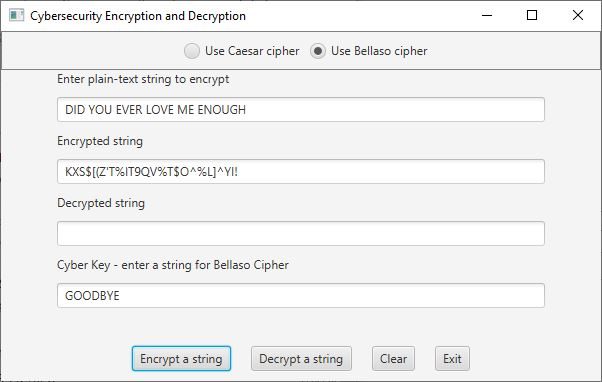 Cybersecurity Encryption and Decryption
Use Caesar cipher Use Bellaso cipher
Enter plain-text string to encrypt
DID YOU EVER LOVE ME ENOUGH
Encrypted string
KXS$[(Z'T%IT9QV%T$O^%L]^YI!
Decrypted string
Cyber Key - enter a string for Bellaso Cipher
GOODBYE
Encrypt a string Decrypt a string Clear Exit